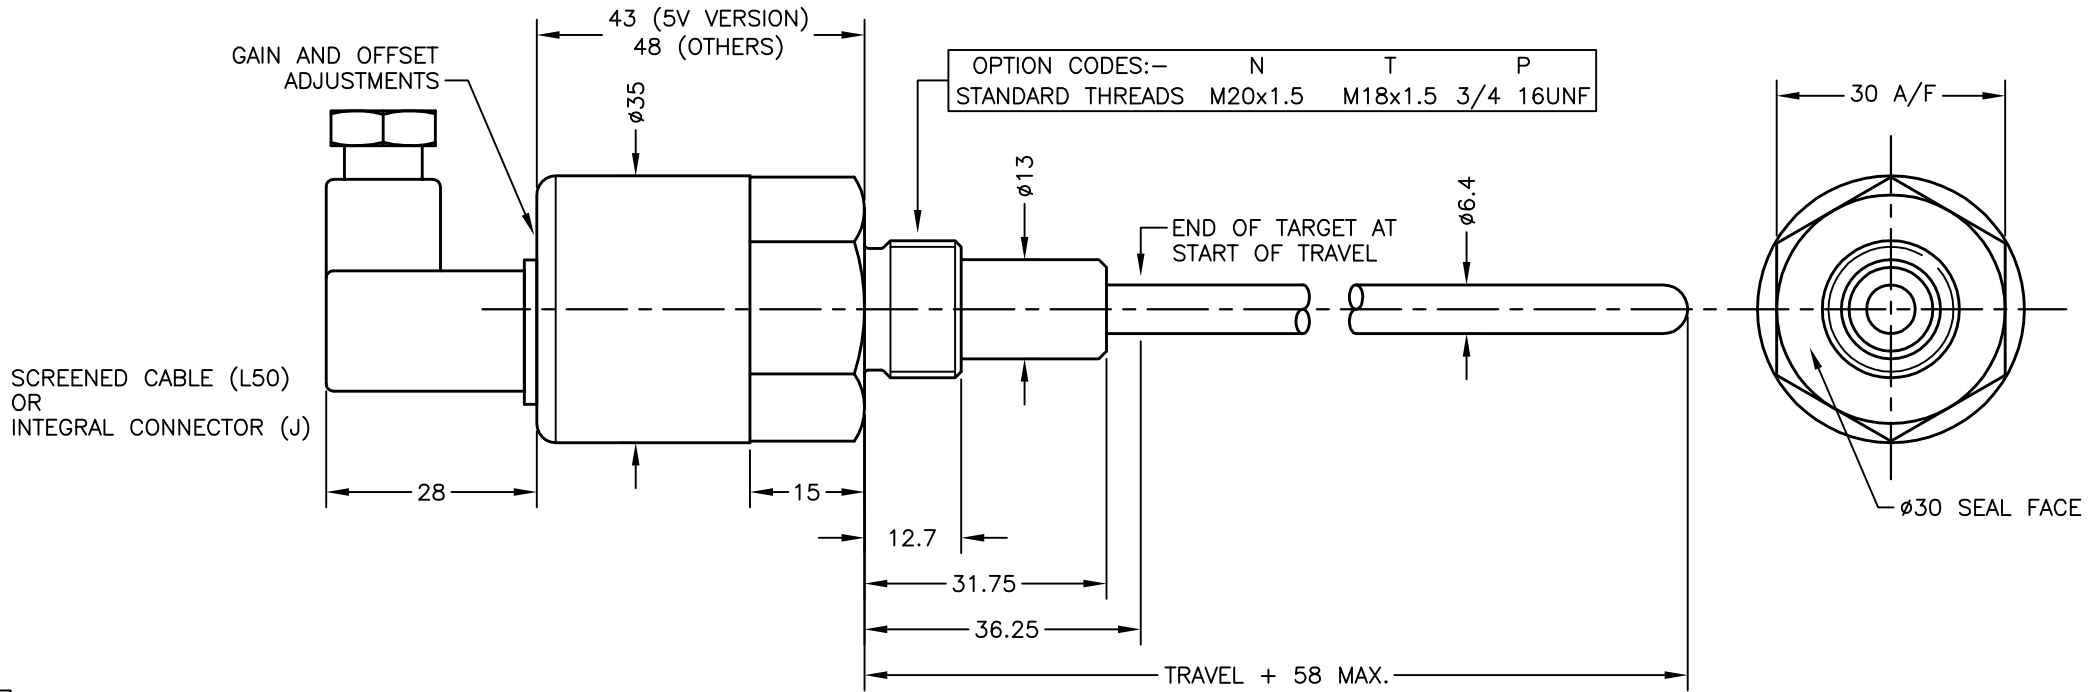 43 (5V VERSION)
48 (OTHERS)
GAIN AND OFFSET
ADJUSTMENTS
ø35
OPTION CODES:– N T P
STANDARD THREADS M20x1.5 M18x1.5 3/4 16UNF
30 A/F
ø13
ø6.4
END OF TARGET AT
START OF TRAVEL
SCREENED CABLE (L50)
OR
INTEGRAL CONNECTOR (J)
28
15
ø30 SEAL FACE
12.7
31.75
36.25
TRAVEL + 58 MAX.